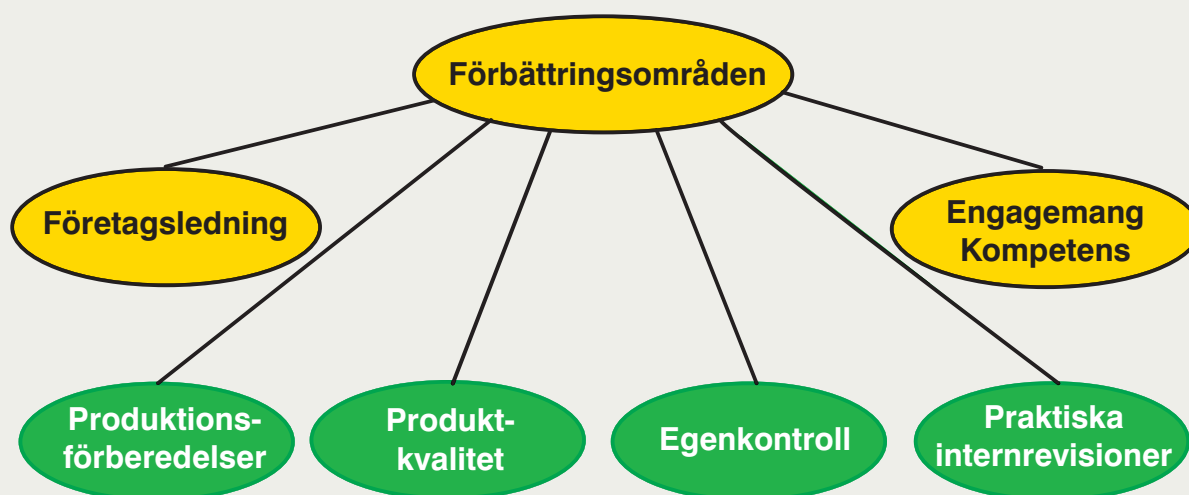 Förbättringsområden
Företagsledning
Engagemang
Kompetens
Produktions-
förberedelser
Produkt-
kvalitet
Egenkontroll
Praktiska
internrevisioner